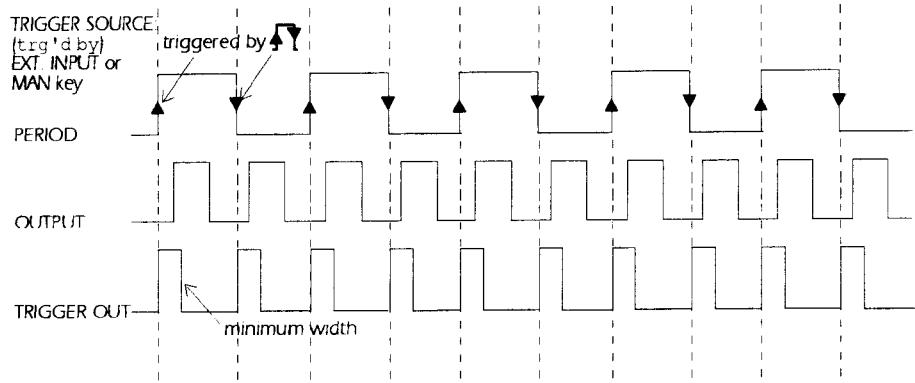 TRIGGER SOURCE
(trg'd by)
EXT. INPUT or
MAN key
triggered by
PERIOD
OUTPUT
TRIGGER OUT
minimum width